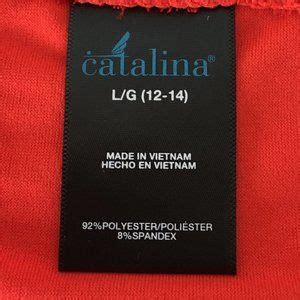 catalina®
L/G (12-14)
MADE IN VIETNAM
HECHO EN VIETNAM
92%POLYESTER/POLIÉSTER
8%SPANDEX